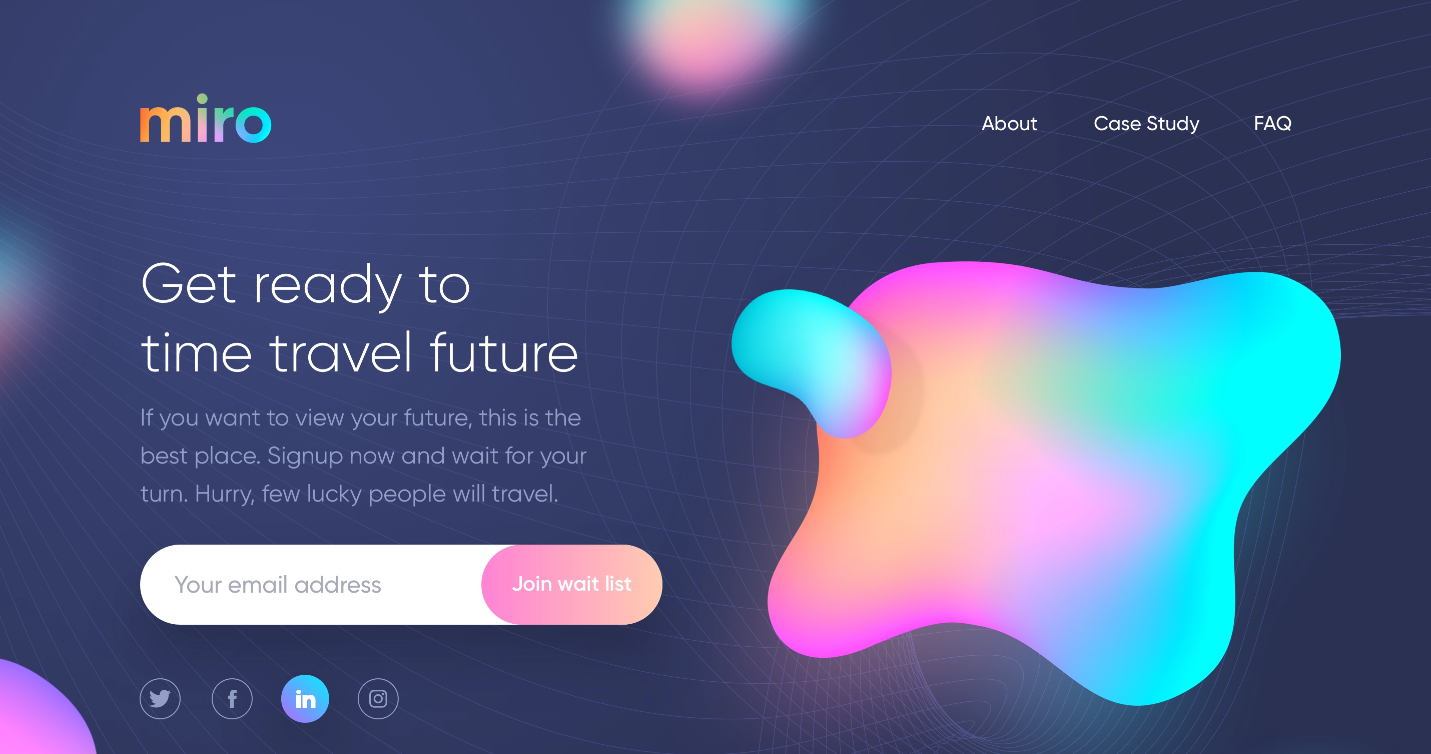 miro
About
Case Study
FAQ
Get ready to
time travel future
If you want to view your future, this is the
best place. Signup now and wait for your
turn. Hurry, few lucky people will travel.
Your email address
Join wait list
in